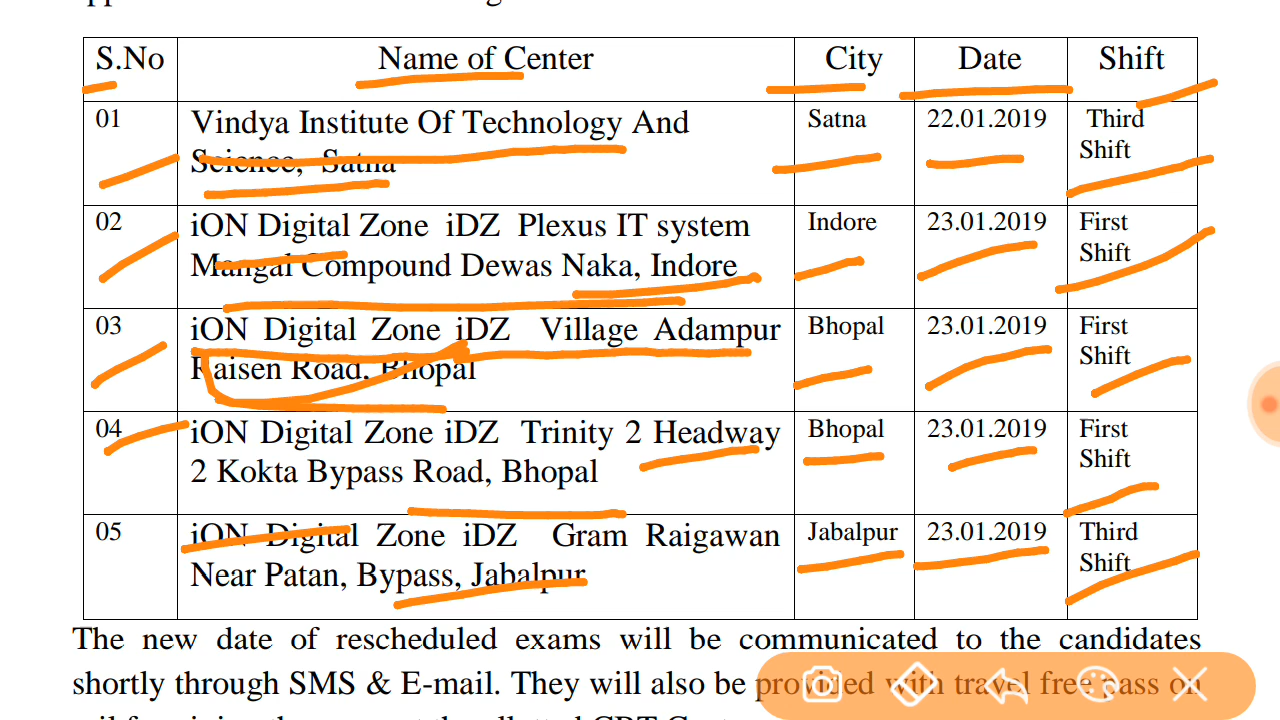 S.No Name of Center City Date Shift
01 Vindya Institute Of Technology And Science, Satna Satna 22.01.2019 Third Shift
02 iON Digital Zone iDZ Plexus IT system Mangal Compound Dewas Naka, Indore Indore 23.01.2019 First Shift
03 iON Digital Zone iDZ Village Adampur Raisen Road, Bhopal Bhopal 23.01.2019 First Shift
04 iON Digital Zone iDZ Trinity 2 Headway 2 Kokta Bypass Road, Bhopal Bhopal 23.01.2019 First Shift
05 iON Digital Zone iDZ Gram Raigawan Near Patan, Bypass, Jabalpur Jabalpur 23.01.2019 Third Shift
The new date of rescheduled exams will be communicated to the candidates
shortly through SMS & E-mail. They will also be provided with travel free pass on